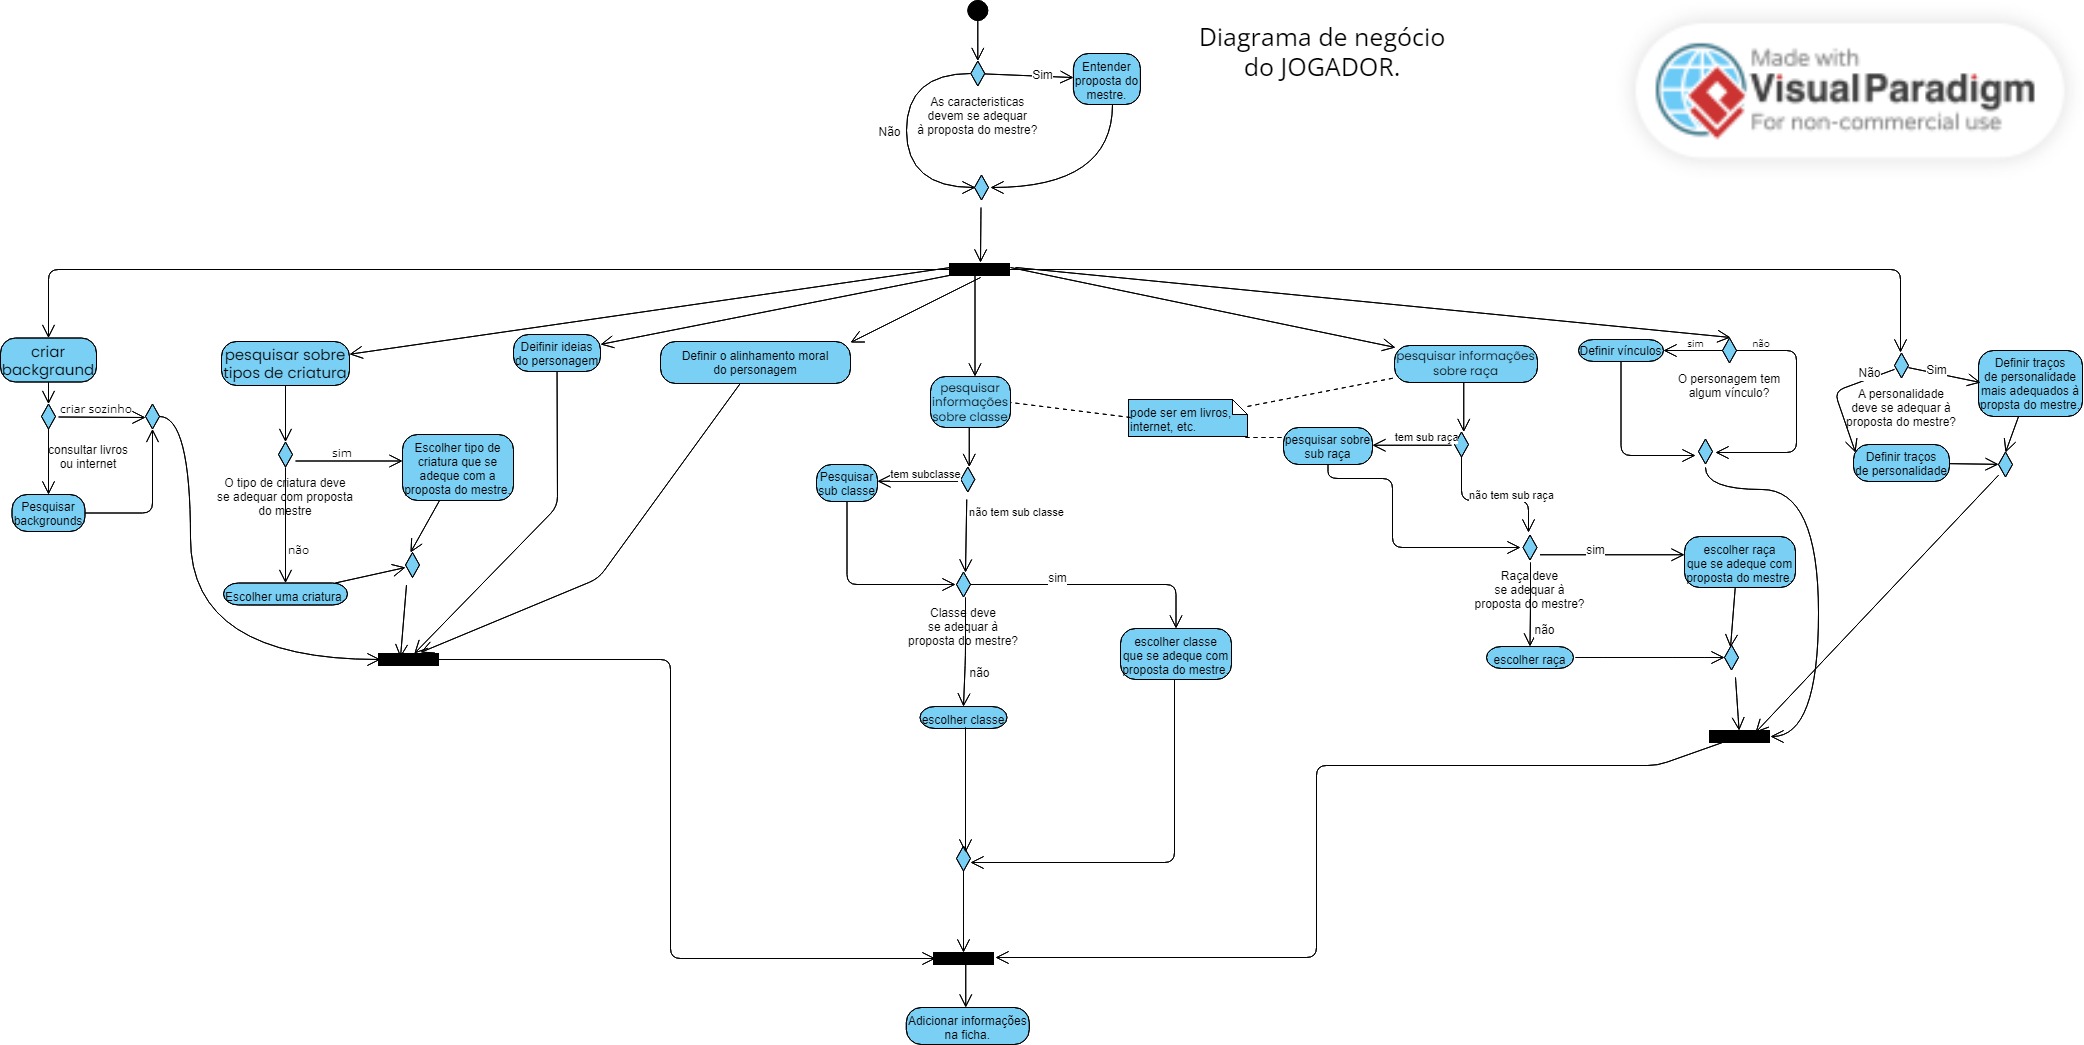 Diagrama de negócio
do JOGADOR.
Made with
Visual Paradigm
For non-commercial use
Sim
Entender
proposta do
mestre.
As caracteristicas
devem se adequar
à proposta do mestre?
Não
criar
background
criar sozinho
consultar livros
ou internet
Pesquisar
backgrounds
pesquisar sobre
tipos de criatura
sim
Escolher tipo de
criatura que se
adeque com a
proposta do mestre.
O tipo de criatura deve
se adequar com proposta
do mestre
não
Escolher uma criatura
Deifinir ideias
do personagem
Definir o alinhamento moral
do personagem
pesquisar
informações
sobre classe
tem subclasse
Pesquisar
sub classe
não tem sub classe
sim
Classe deve
se adequar à
proposta do mestre?
não
escolher classe
que se adeque com
proposta do mestre.
escolher classe
pode ser em livros,
internet, etc.
pesquisar informações
sobre raça
tem sub raça
pesquisar sobre
sub raça
não tem sub raça
sim
Raça deve
se adequar à
proposta do mestre?
não
escolher raça
que se adeque com
proposta do mestre.
escolher raça
Definir vínculos
sim
não
O personagem tem
algum vínculo?
Não
Sim
A personalidade
deve se adequar à
proposta do mestre?
Definir traços
de personalidade
mais adequados à
propsta do mestre.
Definir traços
de personalidade
Adicionar informações
na ficha.